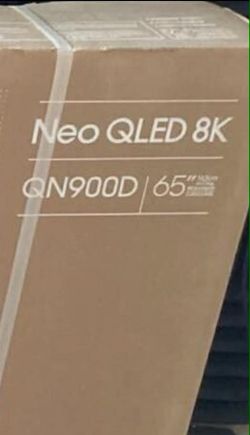 Neo QLED 8K
QN900D | 65"